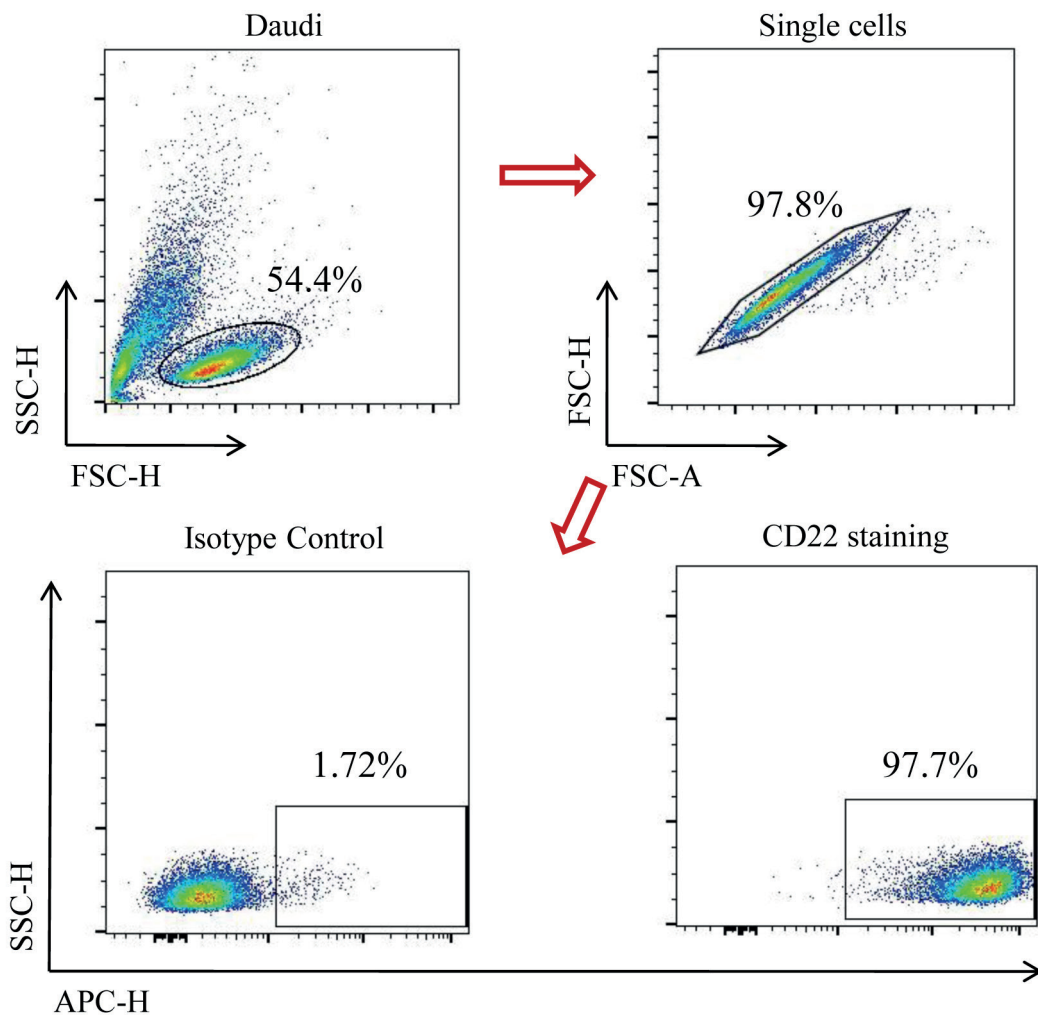 Daudi
Single cells
54.4%
SSC-H
FSC-H
97.8%
FSC-H
FSC-A
Isotype Control
CD22 staining
1.72%
97.7%
SSC-H
APC-H